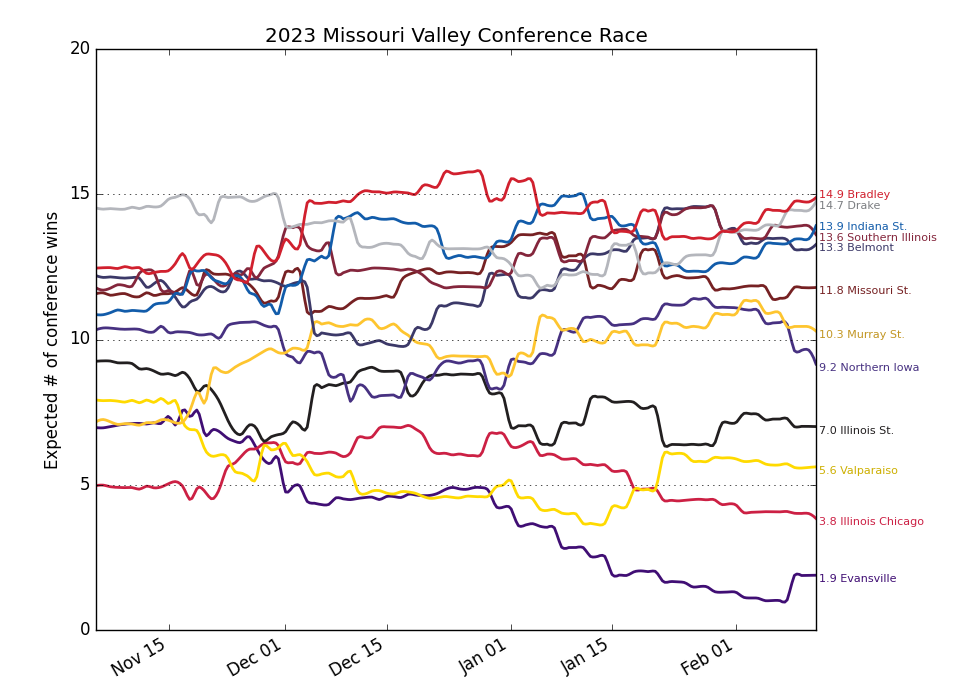 2023 Missouri Valley Conference Race
Expected # of conference wins
20
15
10
5
0
Nov 15
Dec 01
Dec 15
Jan 01
Jan 15
Feb 01
14.9 Bradley
14.7 Drake
13.9 Indiana St.
13.6 Southern Illinois
13.3 Belmont
11.8 Missouri St.
10.3 Murray St.
9.2 Northern Iowa
7.0 Illinois St.
5.6 Valparaiso
3.8 Illinois Chicago
1.9 Evansville